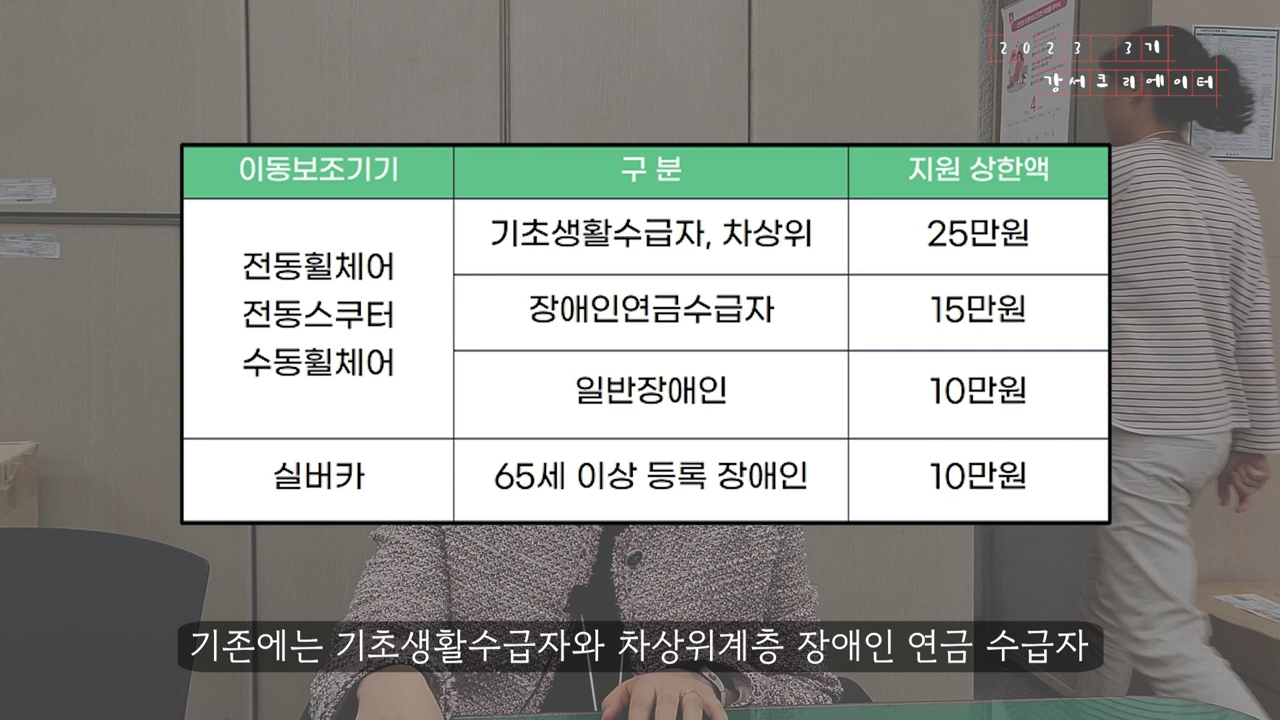 2023 3기
강서크리에이터
이동보조기기 구 분 지원 상한액
전동휠체어
전동스쿠터
수동휠체어
기초생활수급자, 차상위 25만원
장애인연금수급자 15만원
일반장애인 10만원
실버카 65세 이상 등록 장애인 10만원
기존에는 기초생활수급자와 차상위계층 장애인 연금 수급자